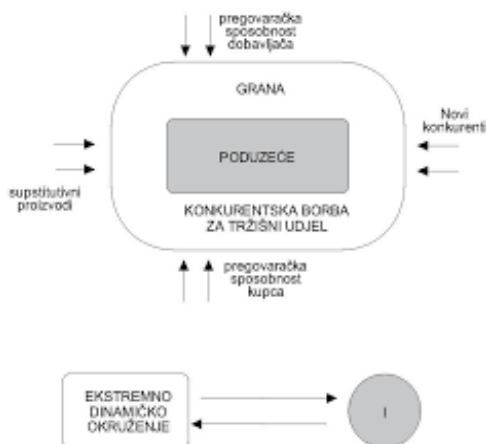 pregovaračka
sposobnost
dobavljača
GRANA
Novi
konkurenti
PODUZEĆE
supstitutivni
proizvodi
KONKURENTSKA BORBA
ZA TRŽIŠNI UDJEL
pregovaračka
sposobnost
kupca
EKSTREMNO
DINAMIČKO
OKRUŽENJE
I